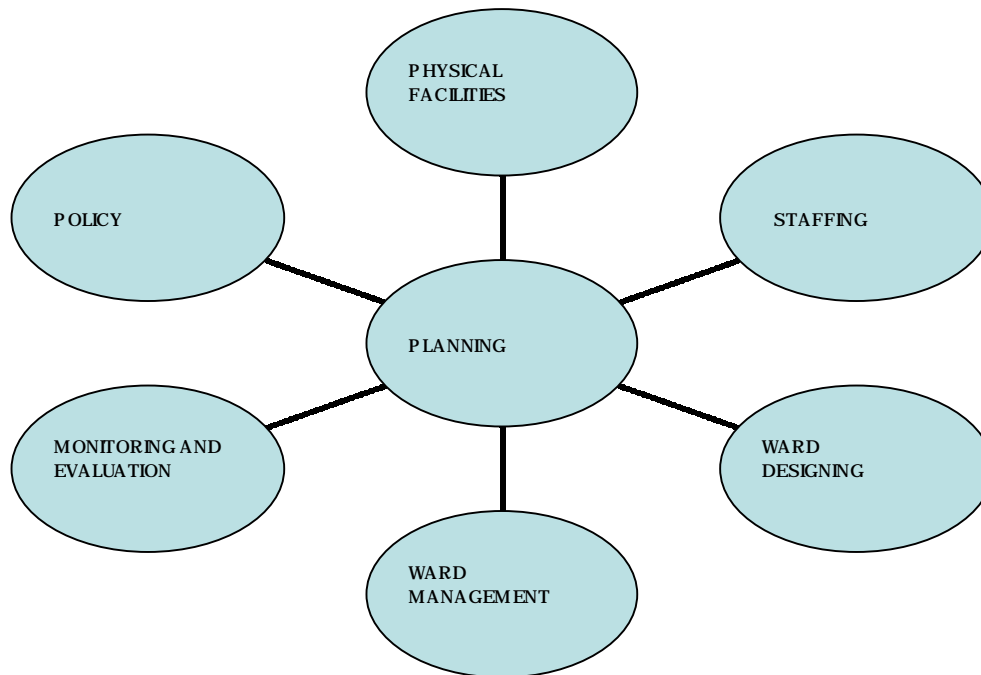 PHYSICAL
FACILITIES
POLICY
STAFFING
PLANNING
MONITORING AND
EVALUATION
WARD
DESIGNING
WARD
MANAGEMENT